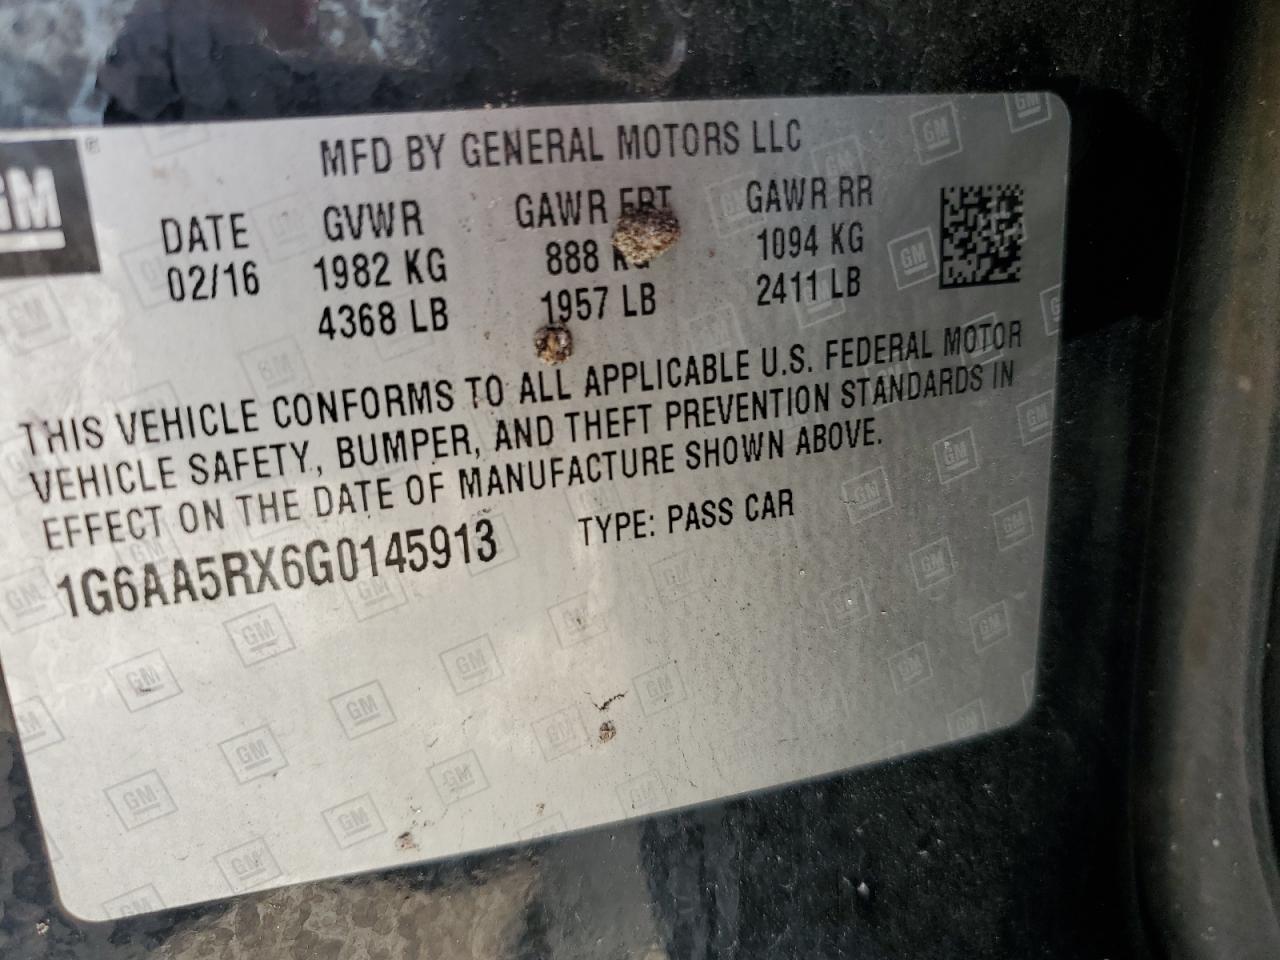 GM
®
MFD BY GENERAL MOTORS LLC
DATE GVWR GAWR FRT GAWR RR
02/16 1982 KG 888 KG 1094 KG
4368 LB 1957 LB 2411 LB
THIS VEHICLE CONFORMS TO ALL APPLICABLE U.S. FEDERAL MOTOR
VEHICLE SAFETY, BUMPER, AND THEFT PREVENTION STANDARDS IN
EFFECT ON THE DATE OF MANUFACTURE SHOWN ABOVE.
1G6AA5RX6G0145913 TYPE: PASS CAR